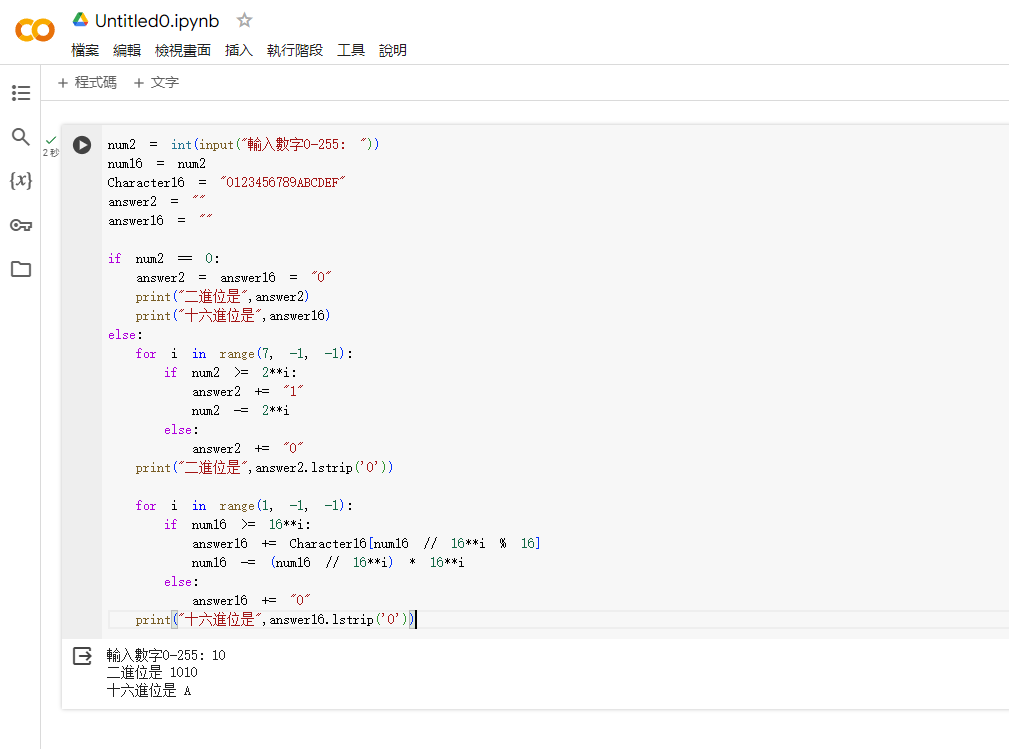 Untitled0.ipynb
檔案 編輯 檢視畫面 插入 執行階段 工具 說明
+ 程式碼 + 文字
2 秒
num2 = int(input("輸入數字0-255: "))
num16 = num2
Character16 = "0123456789ABCDEF"
answer2 = ""
answer16 = ""
if num2 == 0:
    answer2 = answer16 = "0"
    print("二進位是",answer2)
    print("十六進位是",answer16)
else:
    for i in range(7, -1, -1):
        if num2 >= 2**i:
            answer2 += "1"
            num2 -= 2**i
        else:
            answer2 += "0"
    print("二進位是",answer2.lstrip('0'))
    for i in range(1, -1, -1):
        if num16 >= 16**i:
            answer16 += Character16[num16 // 16**i % 16]
            num16 -= (num16 // 16**i) * 16**i
        else:
            answer16 += "0"
    print("十六進位是",answer16.lstrip('0'))
輸入數字0-255: 10
二進位是 1010
十六進位是 A